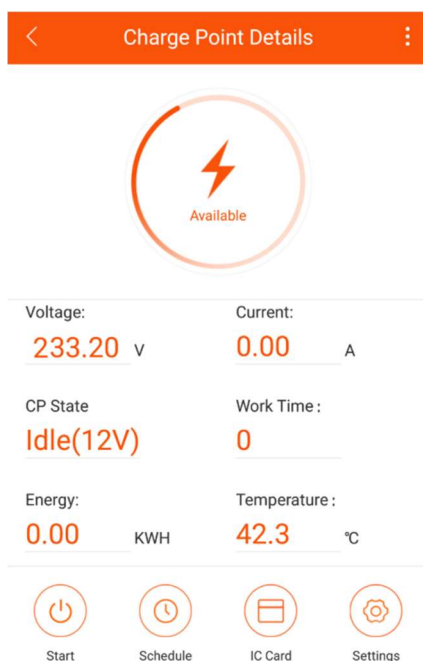 Charge Point Details
Available
Voltage:
Current:
233.20 V
0.00 A
CP State
Work Time :
Idle(12V)
0
Energy:
Temperature :
0.00 KWH
42.3 ℃
Start
Schedule
IC Card
Settings